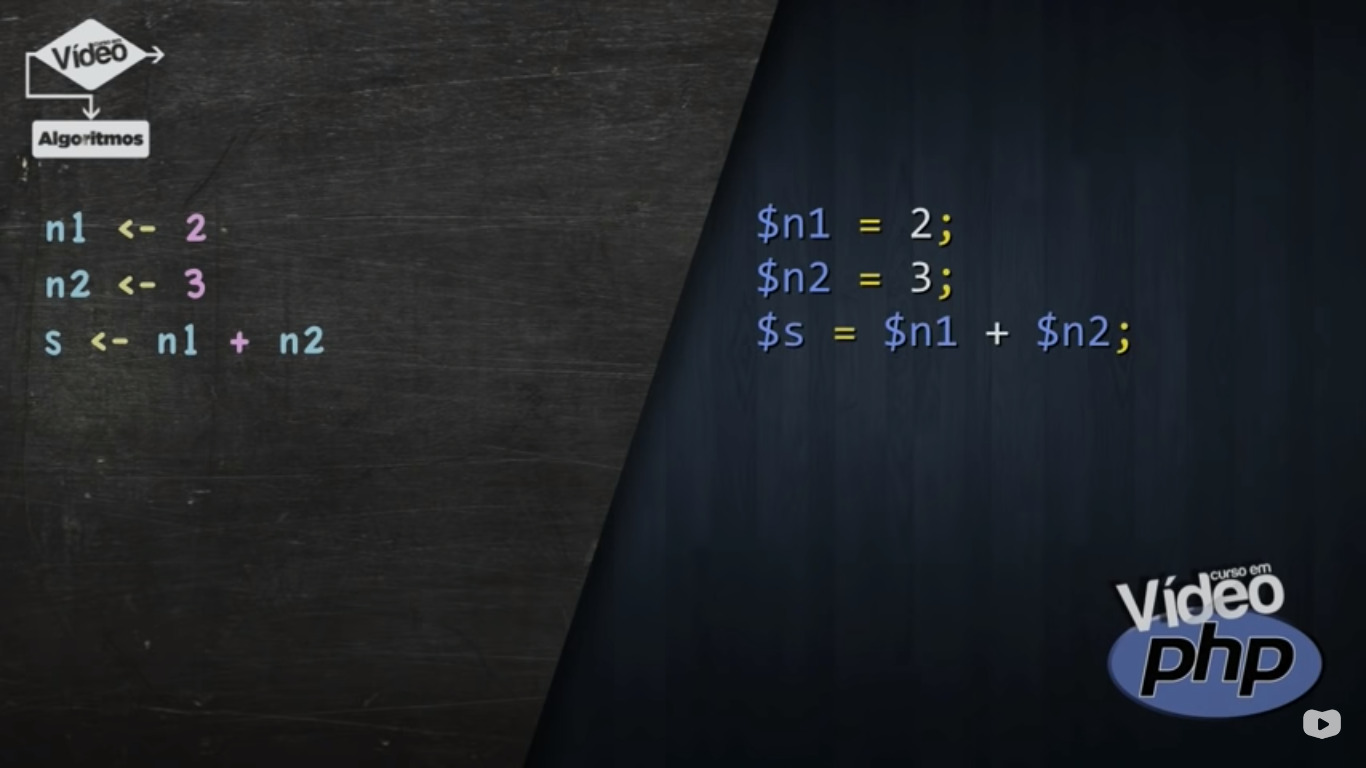 curso em
Vídeo
Algoritmos
n1 <- 2
n2 <- 3
s <- n1 + n2
$n1 = 2;
$n2 = 3;
$s = $n1 + $n2;
curso em
Vídeo
php